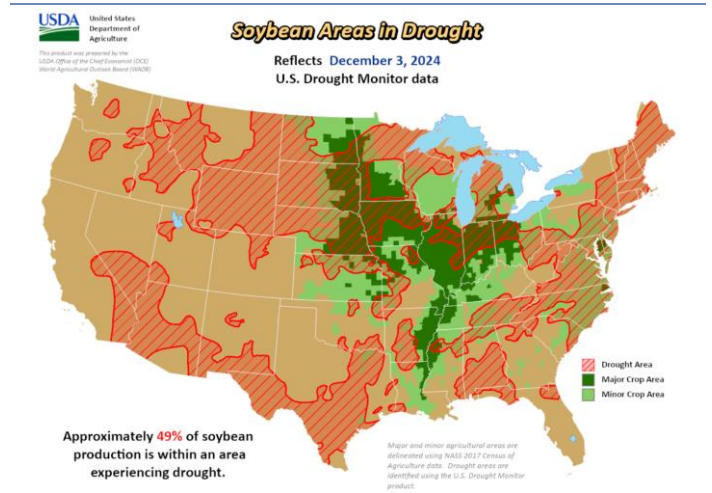 USDA
United States
Department of
Agriculture
This product was prepared by the
USDA Office of the Chief Economist (OCE)
World Agricultural Outlook Board (WAOB)
Soybean Areas in Drought
Reflects December 3, 2024
U.S. Drought Monitor data
Drought Area
Major Crop Area
Minor Crop Area
Approximately 49% of soybean
production is within an area
experiencing drought.
Major and minor agricultural areas are
delineated using NASS 2017 Census of
Agriculture data. Drought areas are
identified using the U.S. Drought Monitor
product.